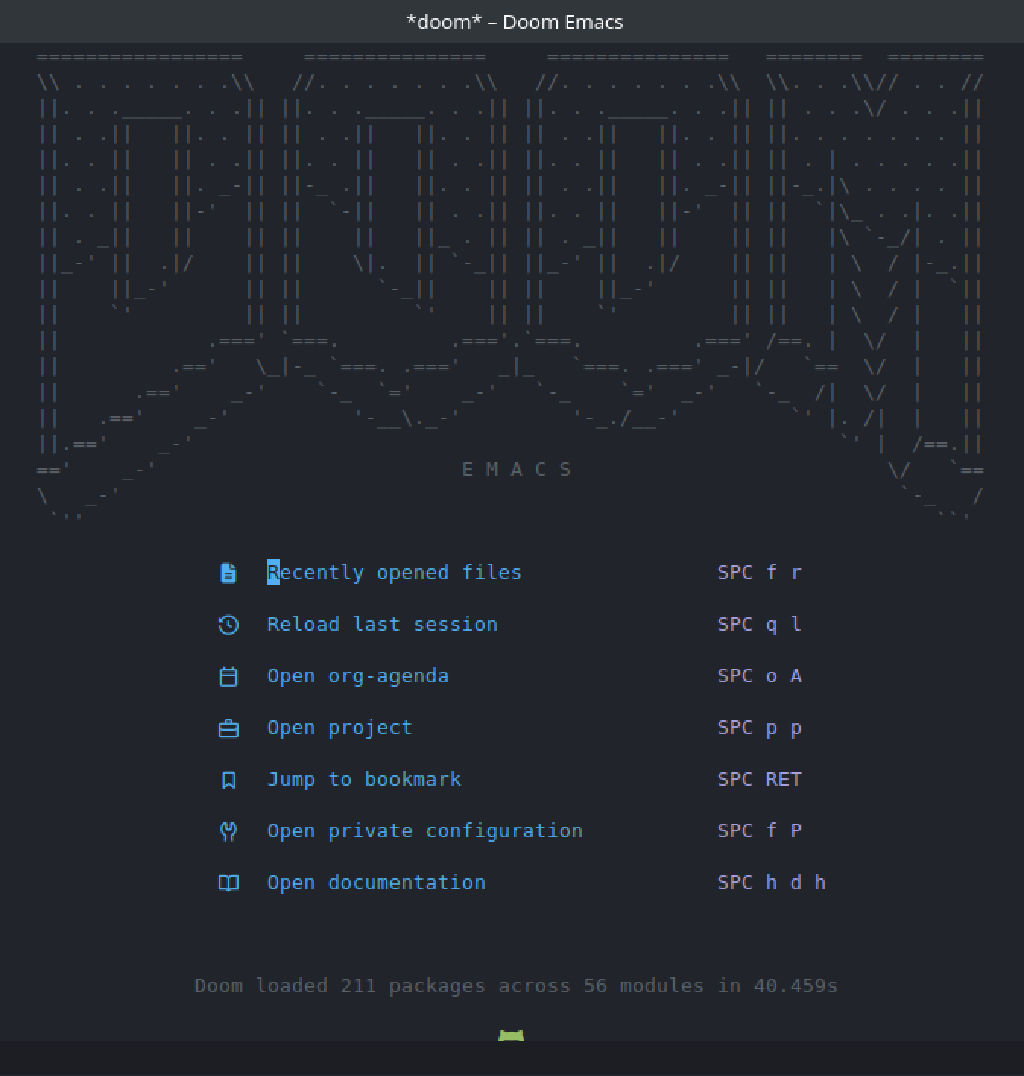 *doom* – Doom Emacs
E M A C S
Recently opened files SPC f r
Reload last session SPC q l
Open org-agenda SPC o A
Open project SPC p p
Jump to bookmark SPC RET
Open private configuration SPC f P
Open documentation SPC h d h
Doom loaded 211 packages across 56 modules in 40.459s